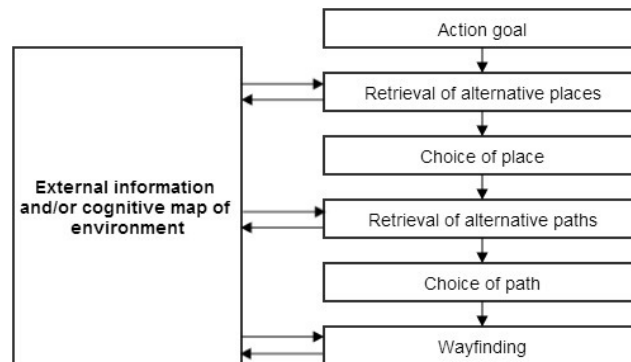 Action goal
Retrieval of alternative places
Choice of place
External information
and/or cognitive map of
environment
Retrieval of alternative paths
Choice of path
Wayfinding